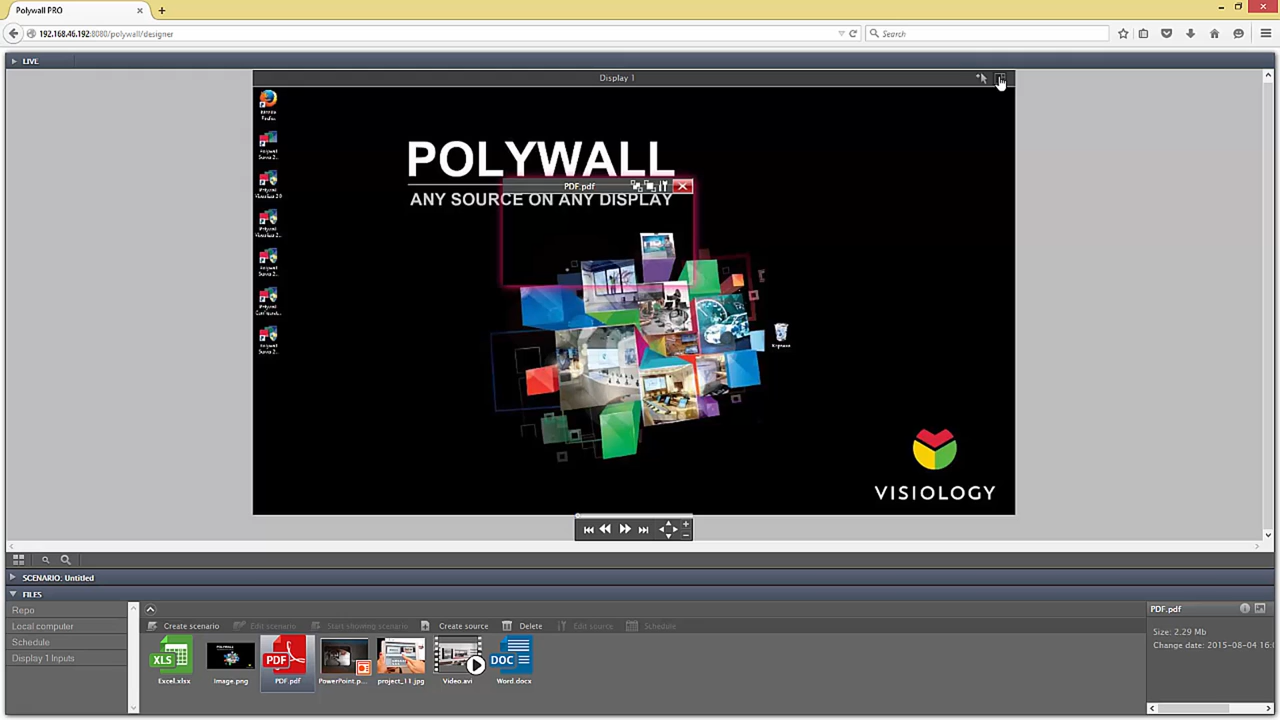 Polywall PRO
192.168.46.192:8080/polywall/designer
Search
LIVE
Display 1
POLYWALL
ANY SOURCE ON ANY DISPLAY
PDF.pdf
VISIOLOGY
SCENARIO: Untitled
FILES
Repo
Local computer
Schedule
Display 1 Inputs
Create scenario
Edit scenario
Start showing scenario
Create source
Delete
Edit source
Schedule
Excel.xlsx
Image.png
PDF.pdf
PowerPoint.p...
project_11.jpg
Video.avi
Word.docx
PDF.pdf
Size: 2.29 Mb
Change date: 2015-08-04 16:0